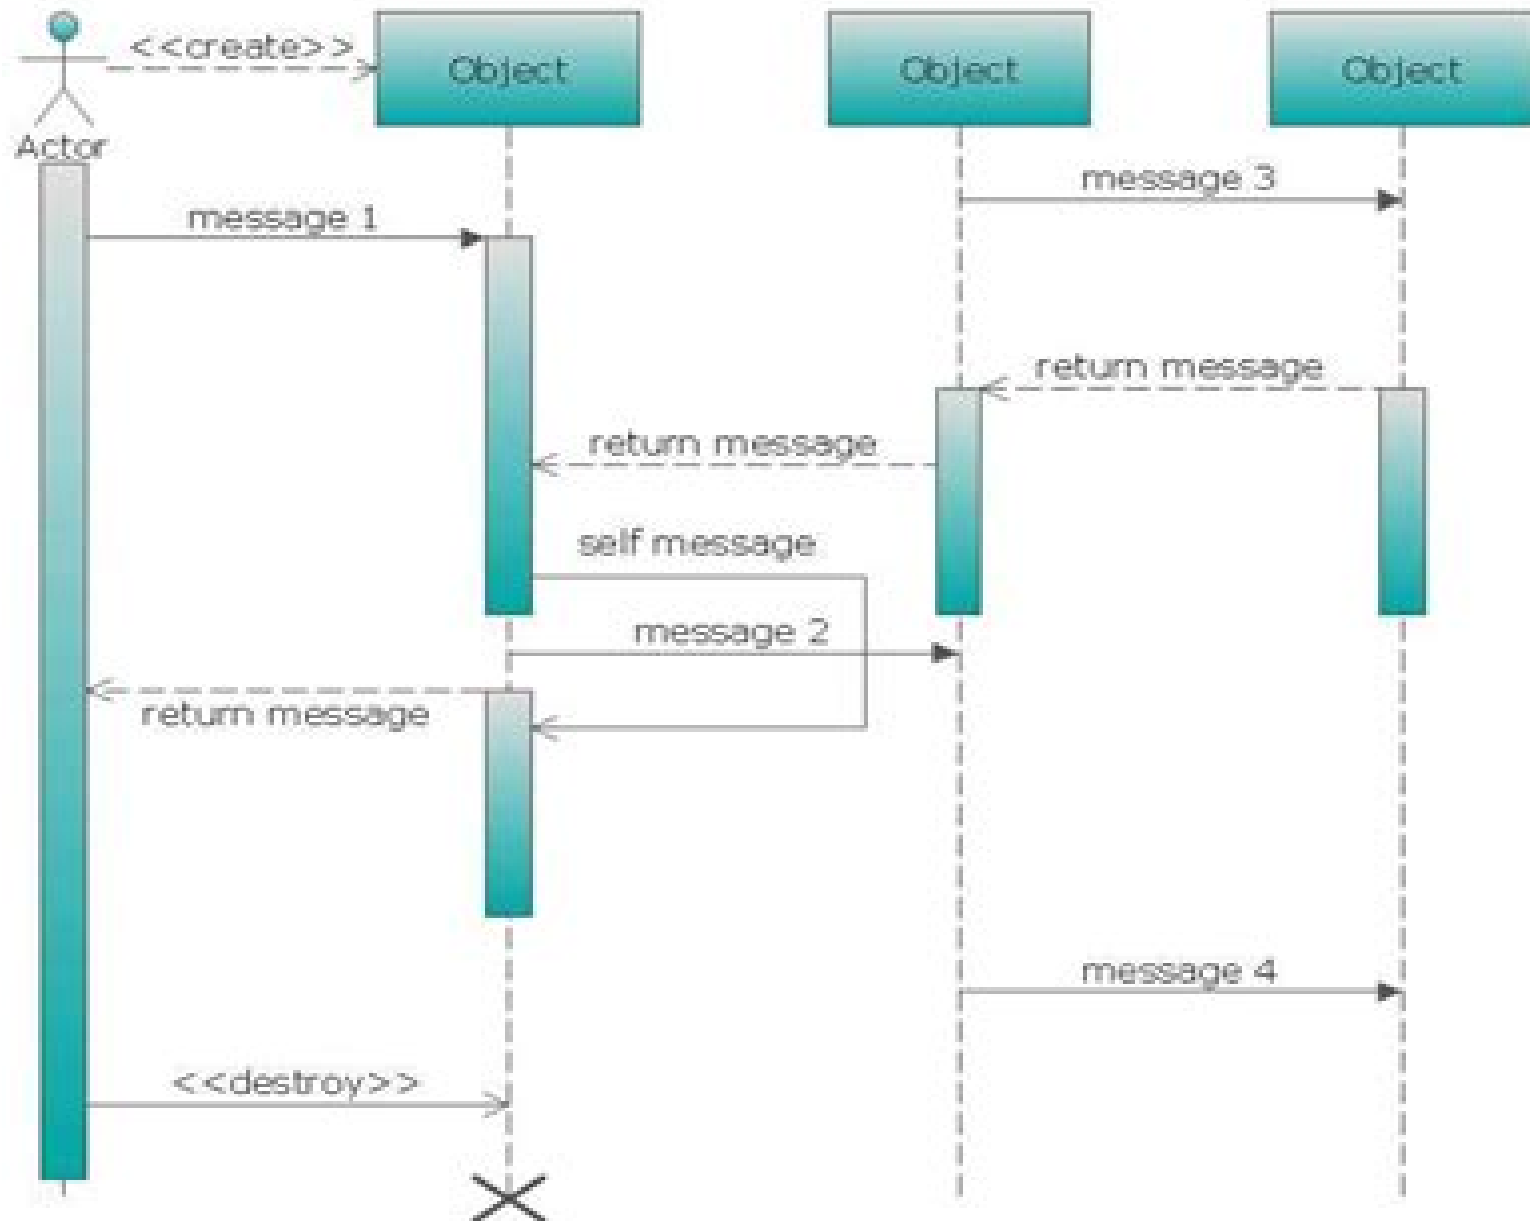 <<create>>
Object
Object
Object
Actor
message 3
message 1
return message
return message
self message
message 2
return message
message 4
<<destroy>>